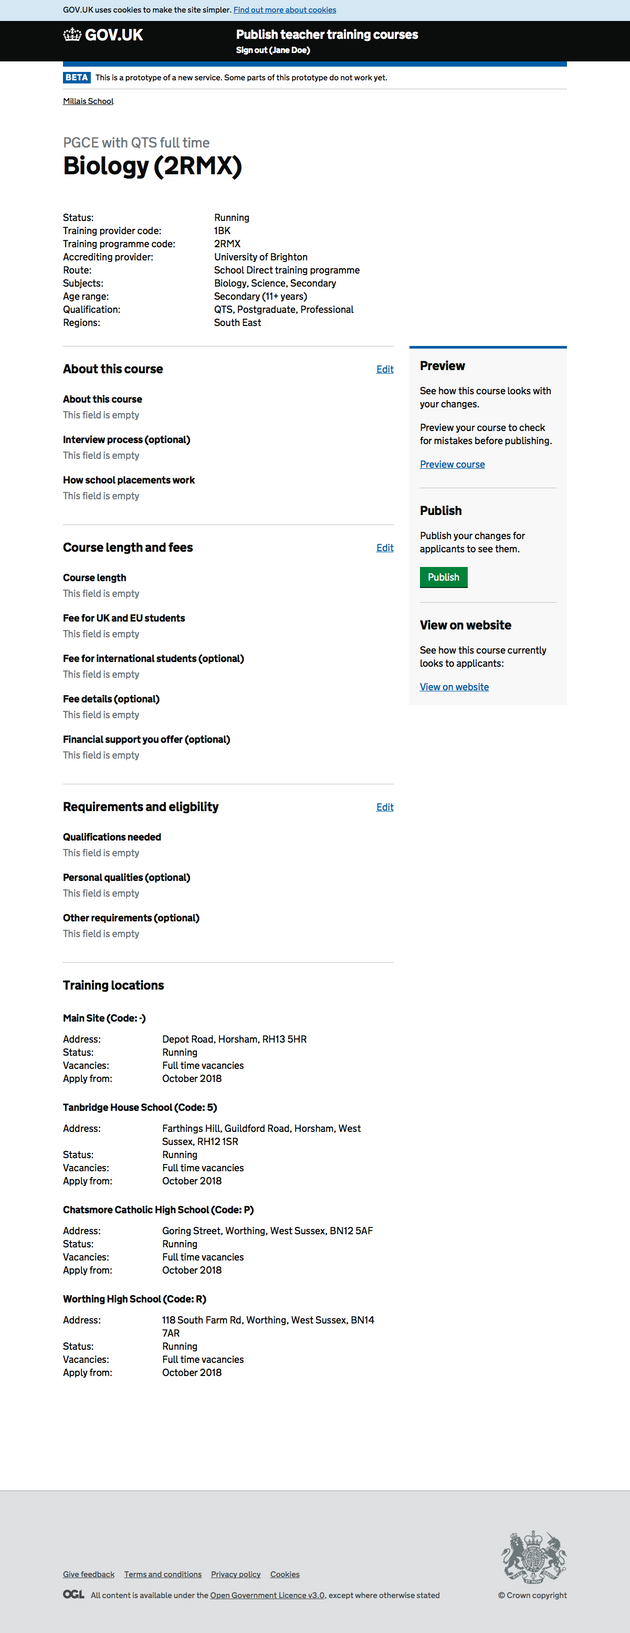 GOV.UK uses cookies to make the site simpler. Find out more about cookies
GOV.UK
Publish teacher training courses
Sign out (Jane Doe)
BETA This is a prototype of a new service. Some parts of this prototype do not work yet.
Millais School
PGCE with QTS full time
Biology (2RMX)
Status: Running
Training provider code: 1BK
Training programme code: 2RMX
Accrediting provider: University of Brighton
Route: School Direct training programme
Subjects: Biology, Science, Secondary
Age range: Secondary (11+ years)
Qualification: QTS, Postgraduate, Professional
Regions: South East
About this course Edit
About this course
This field is empty
Interview process (optional)
This field is empty
How school placements work
This field is empty
Course length and fees Edit
Course length
This field is empty
Fee for UK and EU students
This field is empty
Fee for international students (optional)
This field is empty
Fee details (optional)
This field is empty
Financial support you offer (optional)
This field is empty
Requirements and eligbility Edit
Qualifications needed
This field is empty
Personal qualities (optional)
This field is empty
Other requirements (optional)
This field is empty
Training locations
Main Site (Code: -)
Address: Depot Road, Horsham, RH13 5HR
Status: Running
Vacancies: Full time vacancies
Apply from: October 2018
Tanbridge House School (Code: 5)
Address: Farthings Hill, Guildford Road, Horsham, West
Sussex, RH12 1SR
Status: Running
Vacancies: Full time vacancies
Apply from: October 2018
Chatsmore Catholic High School (Code: P)
Address: Goring Street, Worthing, West Sussex, BN12 5AF
Status: Running
Vacancies: Full time vacancies
Apply from: October 2018
Worthing High School (Code: R)
Address: 118 South Farm Rd, Worthing, West Sussex, BN14
7AR
Status: Running
Vacancies: Full time vacancies
Apply from: October 2018
Preview
See how this course looks with
your changes.
Preview your course to check
for mistakes before publishing.
Preview course
Publish
Publish your changes for
applicants to see them.
Publish
View on website
See how this course currently
looks to applicants:
View on website
Give feedback Terms and conditions Privacy policy Cookies
OGL All content is available under the Open Government Licence v3.0, except where otherwise stated
© Crown copyright